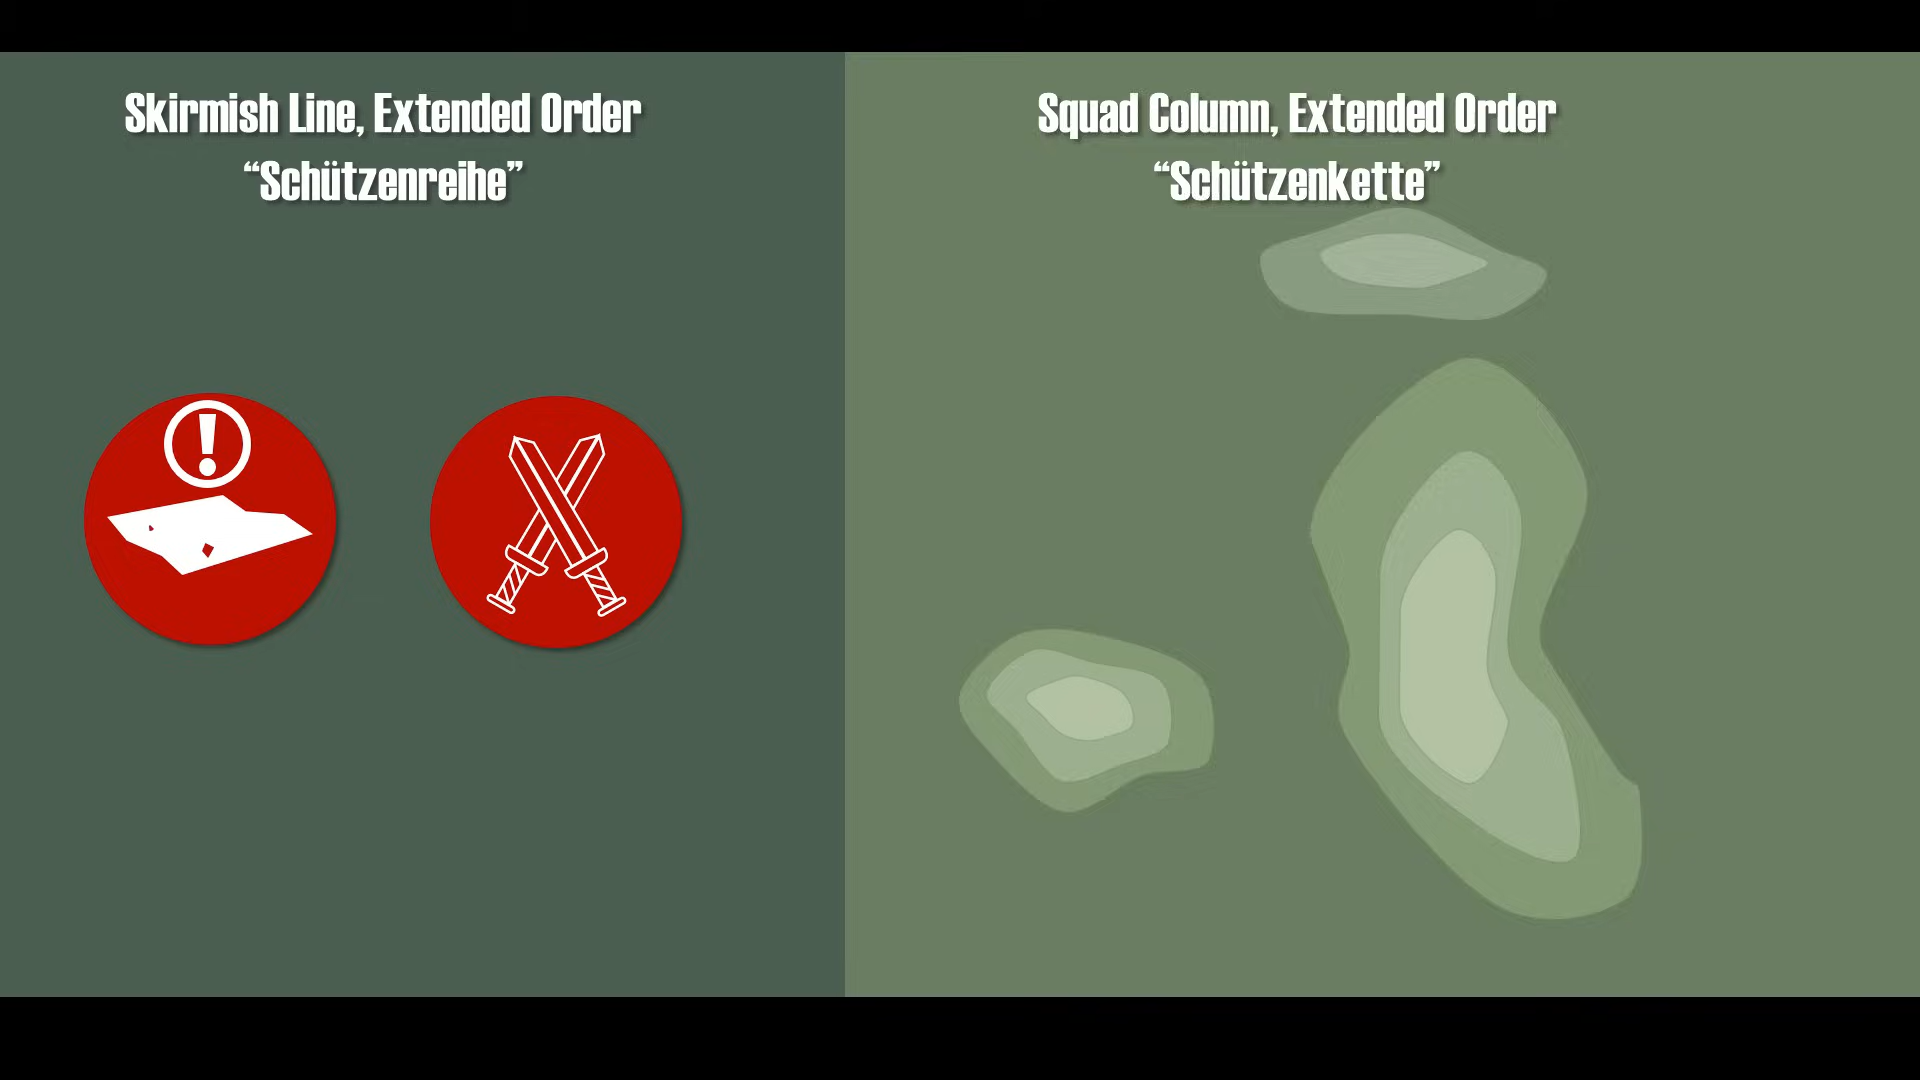 Skirmish Line, Extended Order
“Schützenreihe”
Squad Column, Extended Order
“Schützenkette”